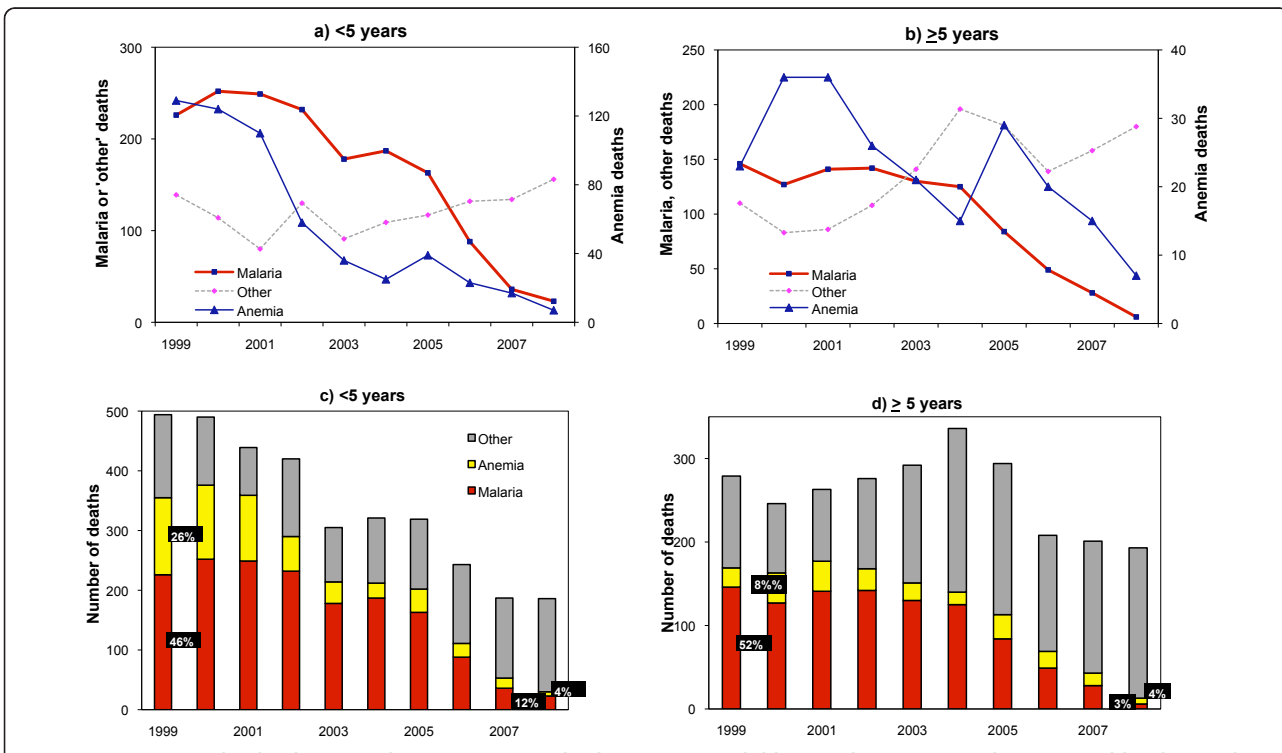 a) <5 years
300
200
100
0
Malaria or 'other' deaths
160
120
80
40
0
Anemia deaths
Malaria
Other
Anemia
1999 2001 2003 2005 2007
b) ≥5 years
250
200
150
100
50
0
Malaria, other deaths
40
30
20
10
0
Anemia deaths
Malaria
Other
Anemia
1999 2001 2003 2005 2007
c) <5 years
500
400
300
200
100
0
Number of deaths
Other
Anemia
Malaria
26%
46%
12%
4%
1999 2001 2003 2005 2007
d) ≥ 5 years
300
200
100
0
Number of deaths
8%%
52%
3%
4%
1999 2001 2003 2005 2007